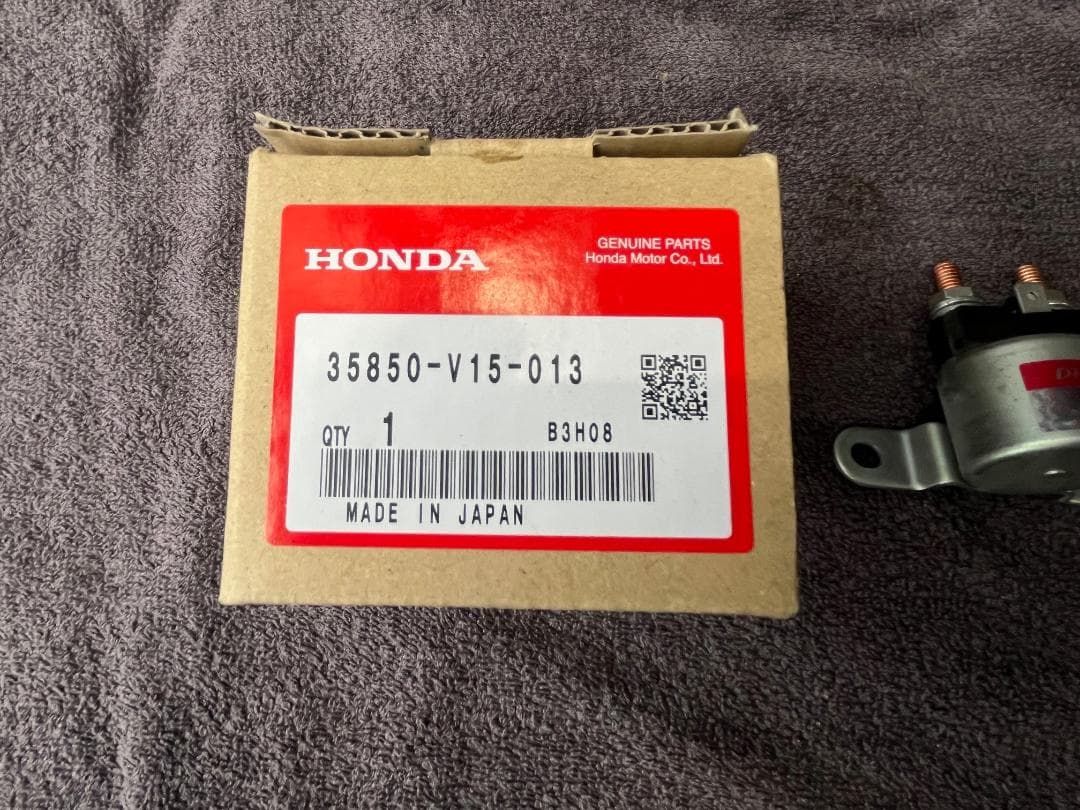 HONDA
GENUINE PARTS
Honda Motor Co., Ltd.
35850-V15-013
QTY 1 B3H08
MADE IN JAPAN